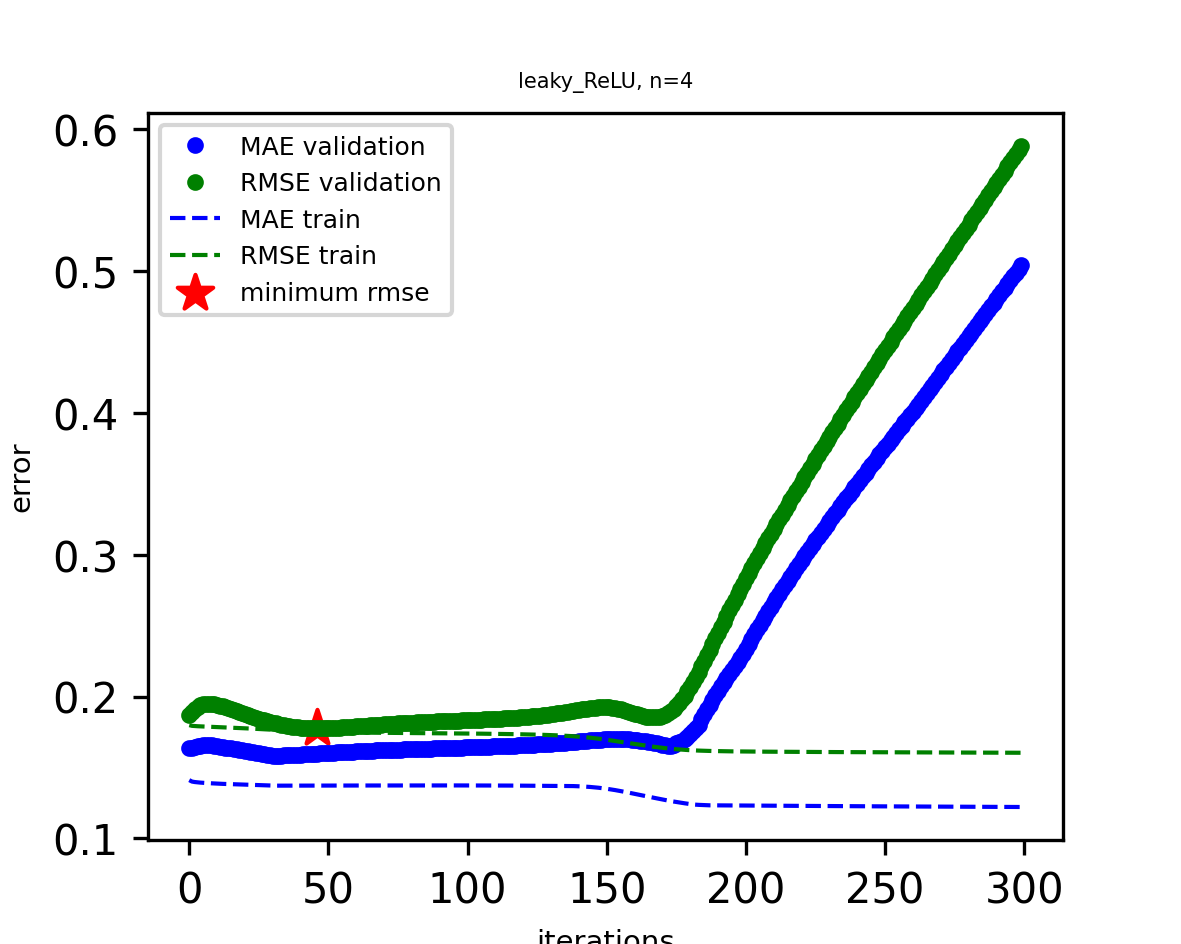 leaky_ReLU, n=4
0.6
0.5
0.4
0.3
0.2
0.1
error
MAE validation
RMSE validation
MAE train
RMSE train
minimum rmse
0 50 100 150 200 250 300
iterations